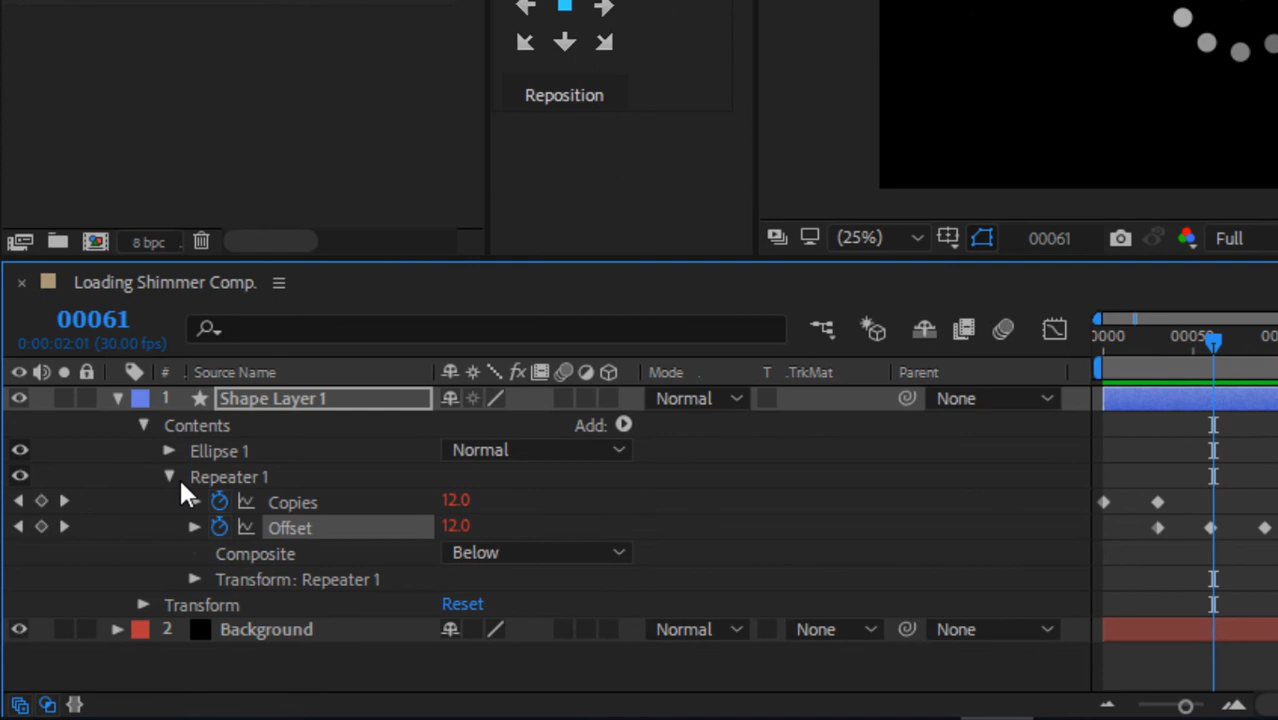 Reposition
8 bpc
(25%) 00061 Full
Loading Shimmer Comp.
00061
0:00:02:01 (30.00 fps)
# . Source Name fx Mode T .TrkMat Parent
1 Shape Layer 1 Normal None
Contents Add:
Ellipse 1 Normal
Repeater 1
Copies 12.0
Offset 12.0
Composite Below
Transform: Repeater 1
Transform Reset
2 Background Normal None None